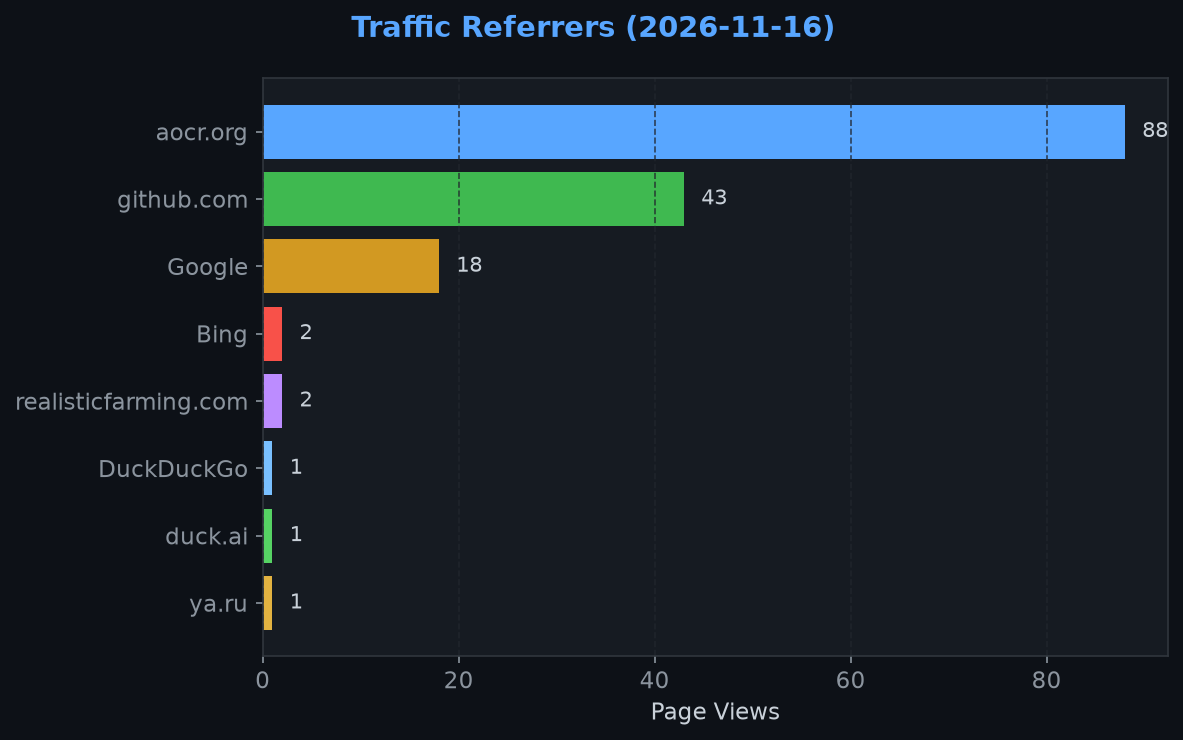 Traffic Referrers (2026-11-16)
aocr.org 88
github.com 43
Google 18
Bing 2
realisticfarming.com 2
DuckDuckGo 1
duck.ai 1
ya.ru 1
0 20 40 60 80
Page Views